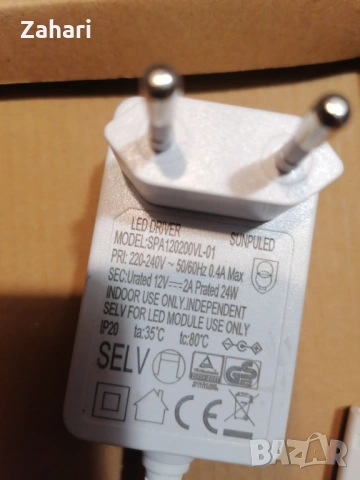 Zahari
LED DRIVER SUNPULED
MODEL:SPA120200VL-01
PRI: 220-240V ~ 50/60Hz 0.4A Max
SEC:Urated 12V⎓2A Prated 24W
INDOOR USE ONLY.INDEPENDENT
SELV FOR LED MODULE USE ONLY
IP20 ta:35°C tc:80°C
SELV
GS
BAZAR